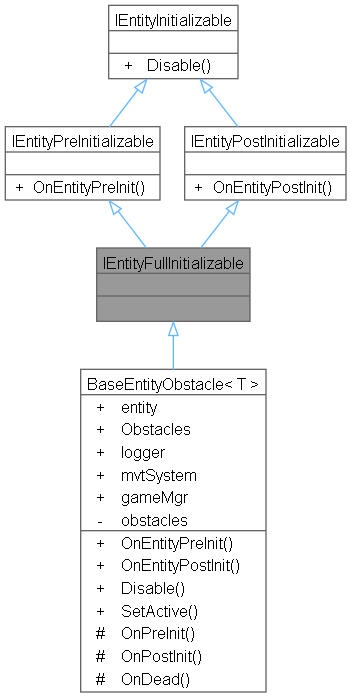 IEntityInitializable
+ Disable()
IEntityPreInitializable
+ OnEntityPreInit()
IEntityPostInitializable
+ OnEntityPostInit()
IEntityFullInitializable
BaseEntityObstacle< T >
+ entity
+ Obstacles
+ logger
+ mvtSystem
+ gameMgr
- obstacles
+ OnEntityPreInit()
+ OnEntityPostInit()
+ Disable()
+ SetActive()
# OnPreInit()
# OnPostInit()
# OnDead()